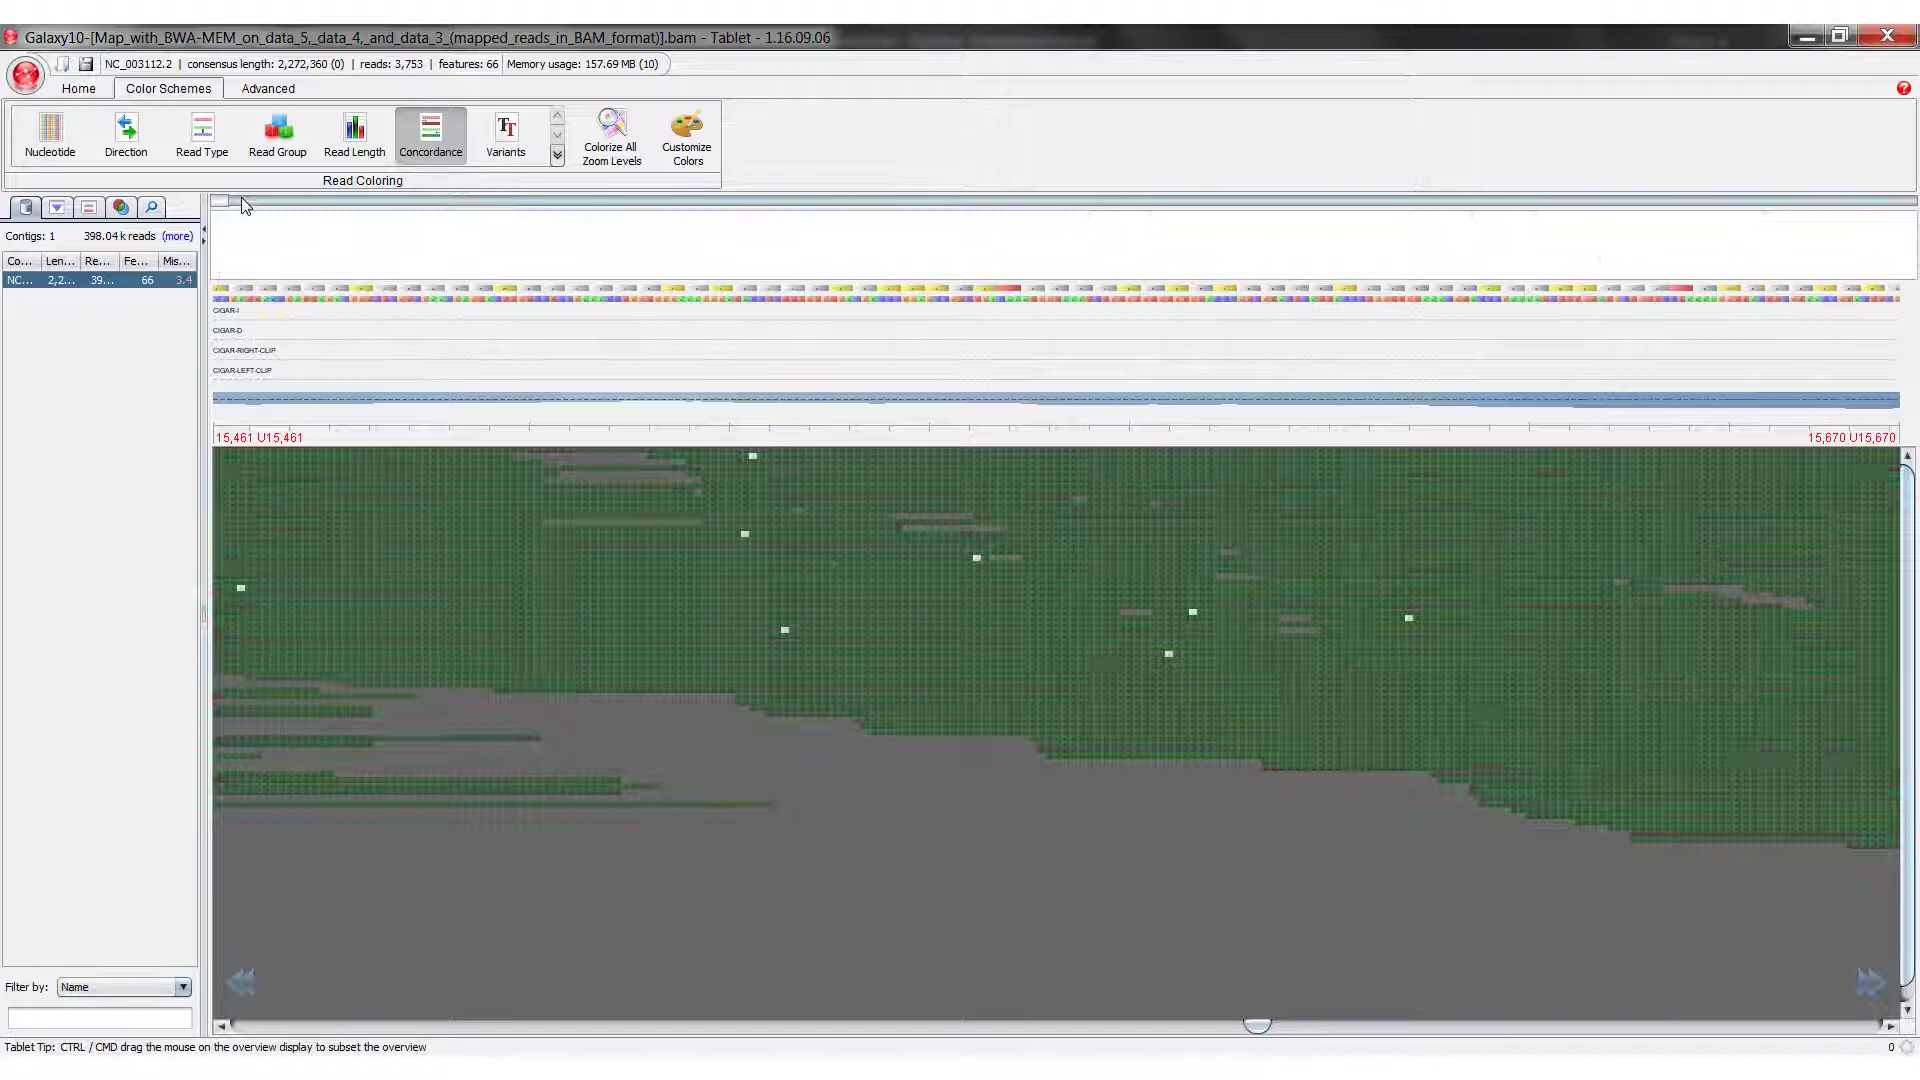 Galaxy10-[Map_with_BWA-MEM_on_data_5,_data_4,_and_data_3_(mapped_reads_in_BAM_format)].bam - Tablet - 1.16.09.06
NC_003112.2 | consensus length: 2,272,360 (0) | reads: 3,753 | features: 66 Memory usage: 157.69 MB (10)
Home Color Schemes Advanced
Nucleotide Direction Read Type Read Group Read Length Concordance Variants Colorize All Zoom Levels Customize Colors
Read Coloring
Contigs: 1 398.04 k reads (more)
Co... Len... Re... Fe... Mis...
NC... 2,2... 39... 66 3.4
CIGAR-I
CIGAR-D
CIGAR-RIGHT-CLIP
CIGAR-LEFT-CLIP
15,461 U15,461 15,670 U15,670
Filter by: Name
Tablet Tip: CTRL / CMD drag the mouse on the overview display to subset the overview 0